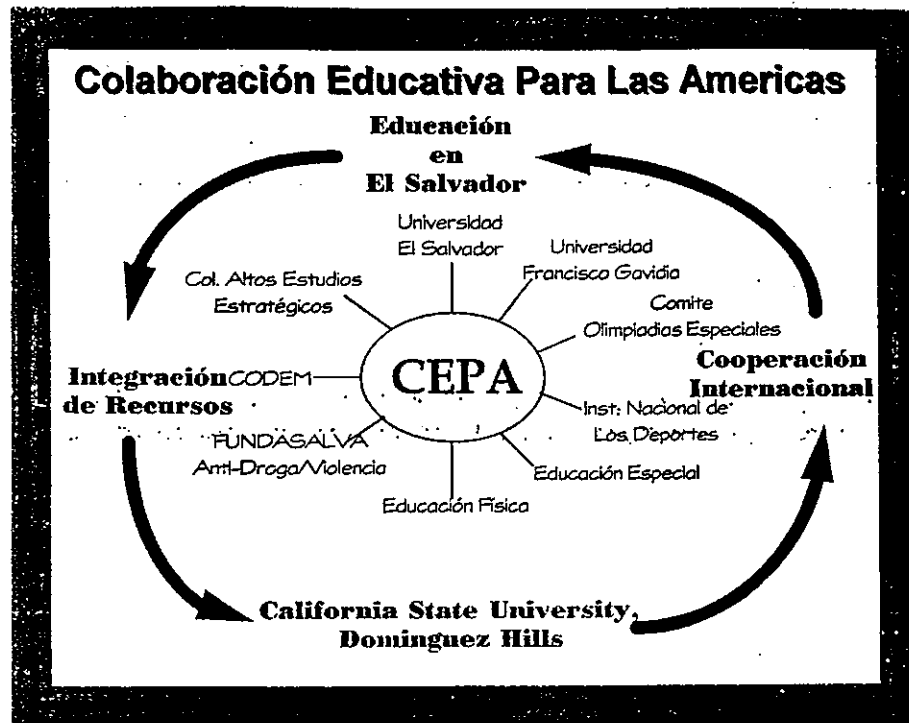 Colaboración Educativa Para Las Americas
Educación
en
El Salvador
Universidad
El Salvador
Universidad
Francisco Gavidia
Col. Altos Estudios
Estratégicos
Comite
Olimpiadias Especiales
CEPA
Cooperación
Internacional
Integración
de Recursos
CODEM
Inst. Nacional de
Los Deportes
FUNDASALVA
Anti-Droga/Violencia
Educación Especial
Educación Física
California State University,
Dominguez Hills